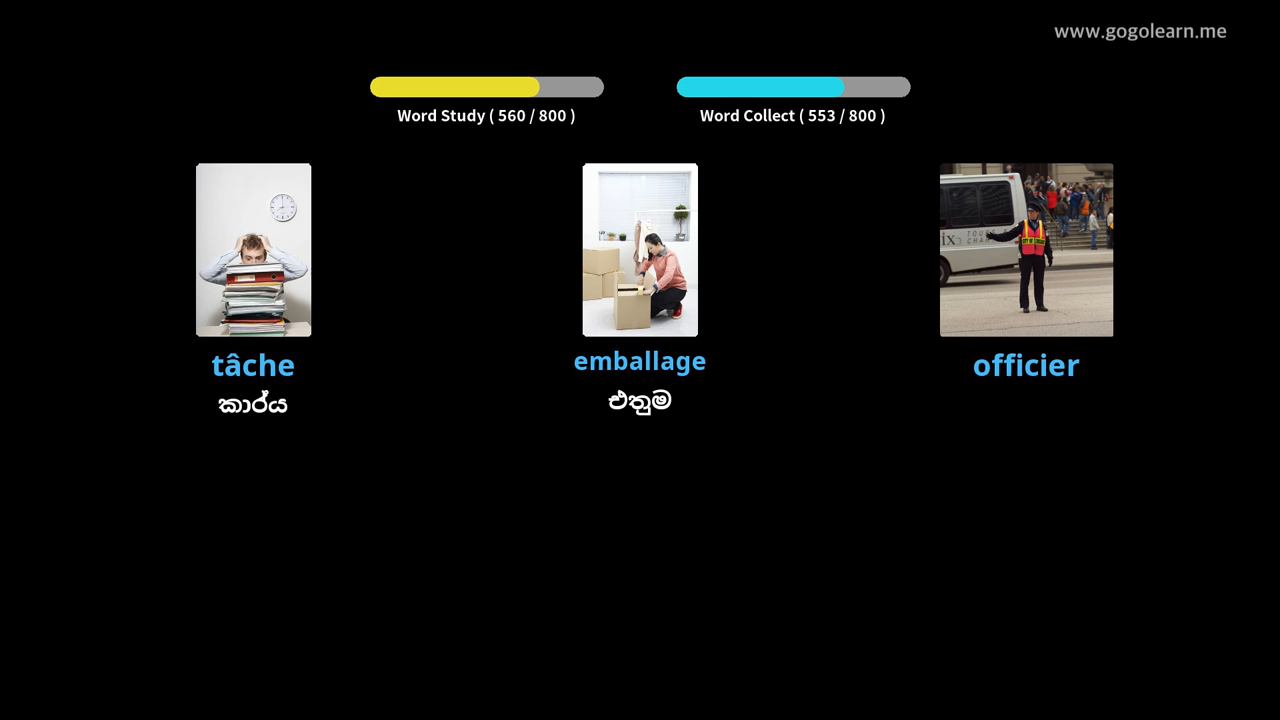 www.gogolearn.me
Word Study ( 560 / 800 )
Word Collect ( 553 / 800 )
tâche
emballage
officier
කාර්ය
එතුම